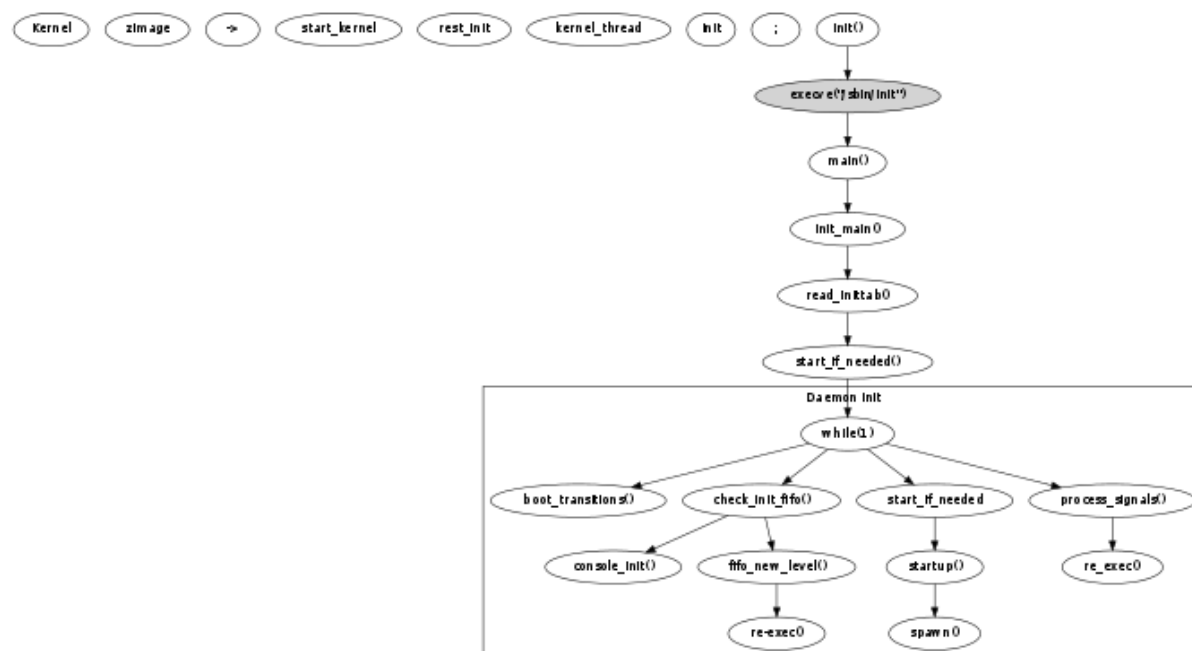 Kernel zImage -> start_kernel rest_init kernel_thread init ; init()
execve("/sbin/init")
main()
init_main()
read_inittab()
start_if_needed()
Daemon init
while(1)
boot_transitions() check_init_fifo() start_if_needed process_signals()
console_init() fifo_new_level() startup() re_exec()
re-exec() spawn()